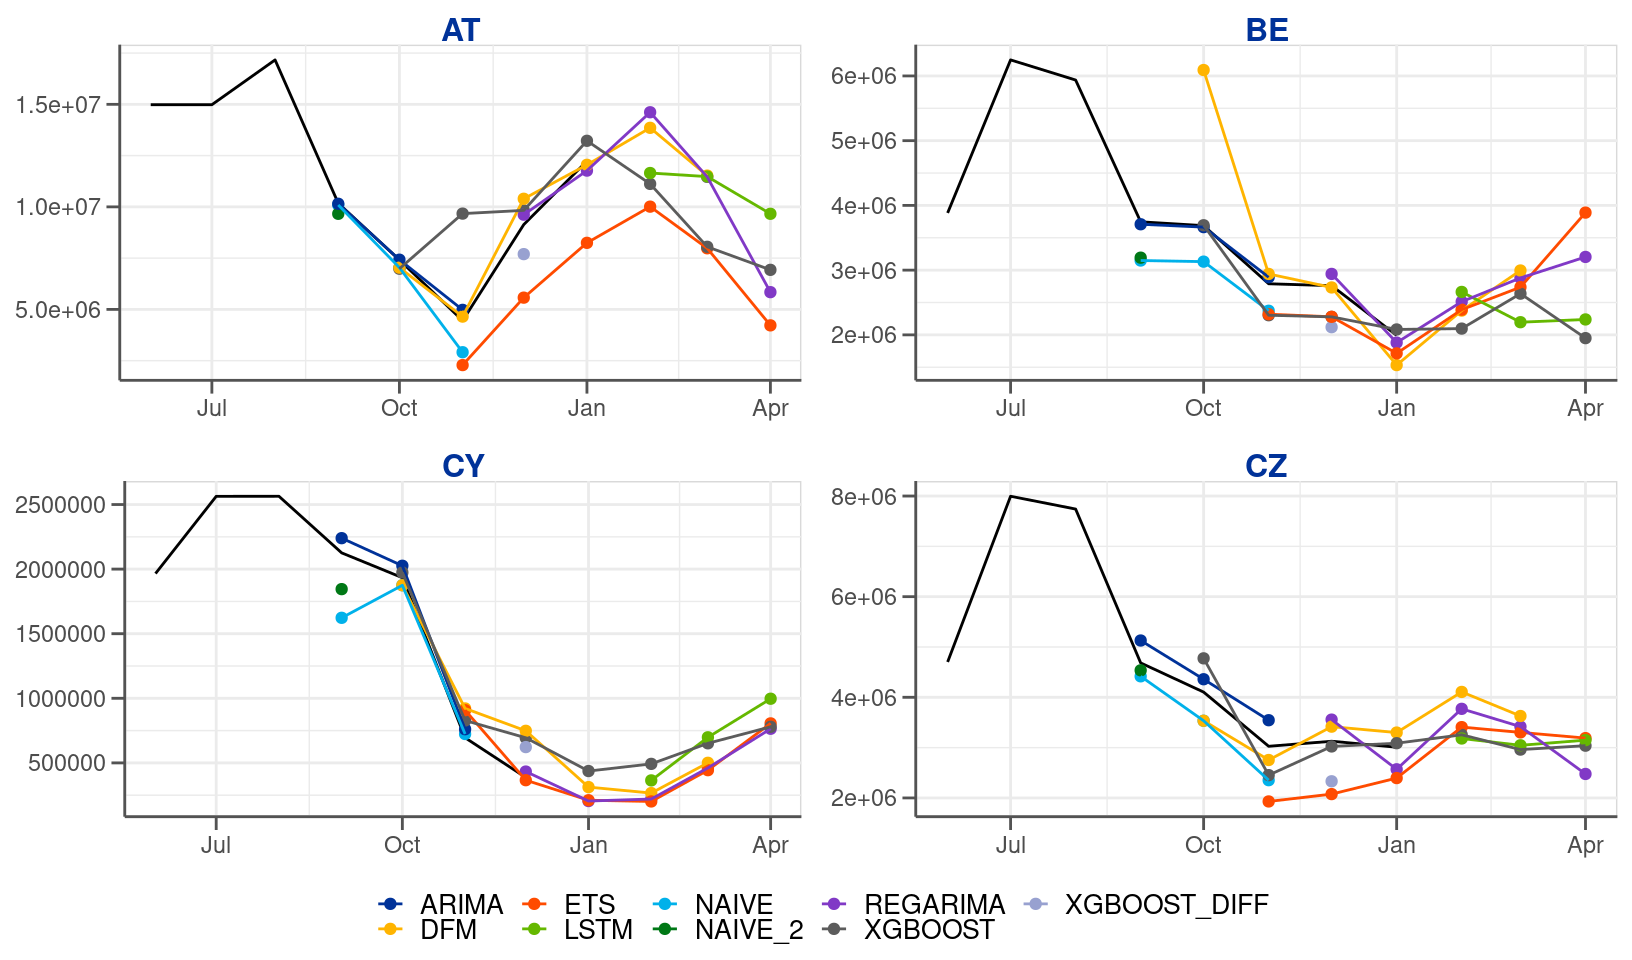 AT
BE
1.5e+07
1.0e+07
5.0e+06
Jul
Oct
Jan
Apr
6e+06
5e+06
4e+06
3e+06
2e+06
Jul
Oct
Jan
Apr
CY
CZ
2500000
2000000
1500000
1000000
500000
Jul
Oct
Jan
Apr
8e+06
6e+06
4e+06
2e+06
Jul
Oct
Jan
Apr
ARIMA ETS NAIVE REGARIMA XGBOOST_DIFF
DFM LSTM NAIVE_2 XGBOOST